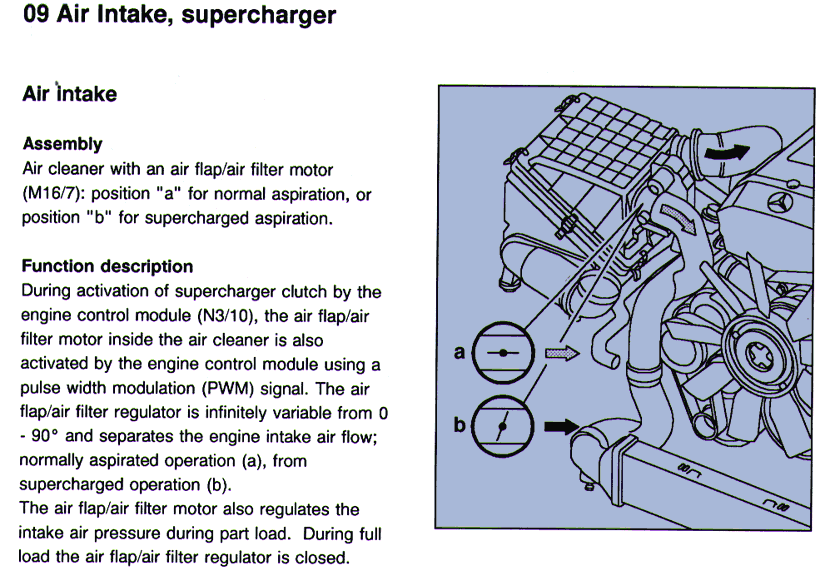 09 Air Intake, supercharger
Air intake
Assembly
Air cleaner with an air flap/air filter motor
(M16/7): position "a" for normal aspiration, or
position "b" for supercharged aspiration.
Function description
During activation of supercharger clutch by the
engine control module (N3/10), the air flap/air
filter motor inside the air cleaner is also
activated by the engine control module using a
pulse width modulation (PWM) signal. The air
flap/air filter regulator is infinitely variable from 0
- 90° and separates the engine intake air flow;
normally aspirated operation (a), from
supercharged operation (b).
The air flap/air filter motor also regulates the
intake air pressure during part load. During full
load the air flap/air filter regulator is closed.
a
b